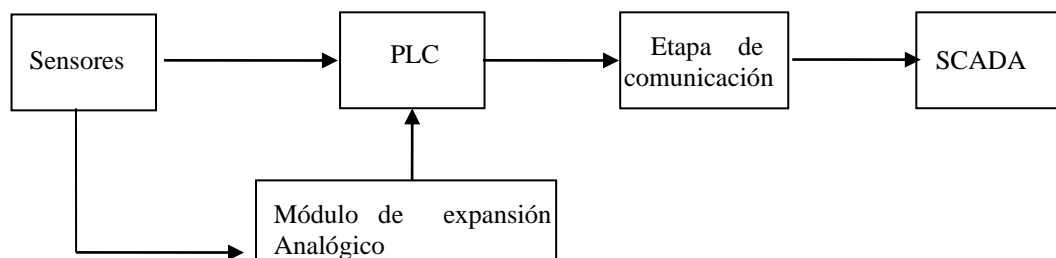 Sensores
PLC
Etapa de
comunicación
SCADA
Módulo de expansión
Analógico